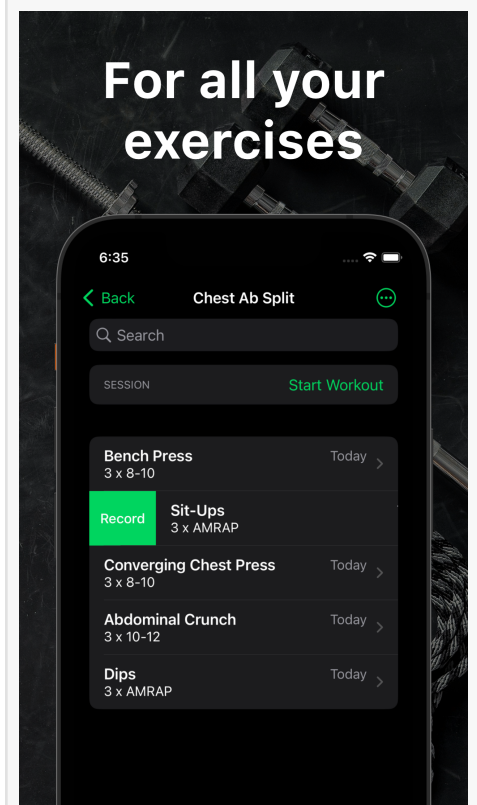 For all your
exercises
6:35
Back
Chest Ab Split
Search
SESSION
Start Workout
Bench Press
Today
3 x 8-10
Record
Sit-Ups
3 x AMRAP
Converging Chest Press
Today
3 x 8-10
Abdominal Crunch
Today
3 x 10-12
Dips
Today
3 x AMRAP